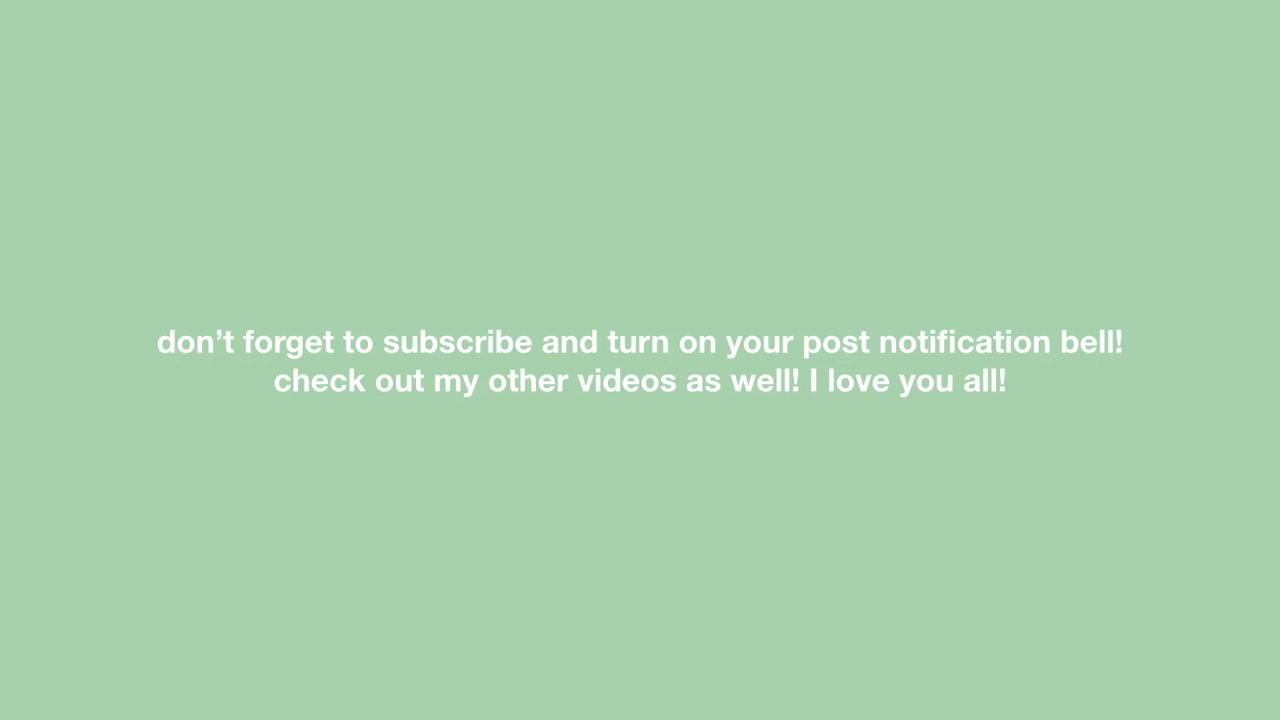 don’t forget to subscribe and turn on your post notification bell!
check out my other videos as well! I love you all!